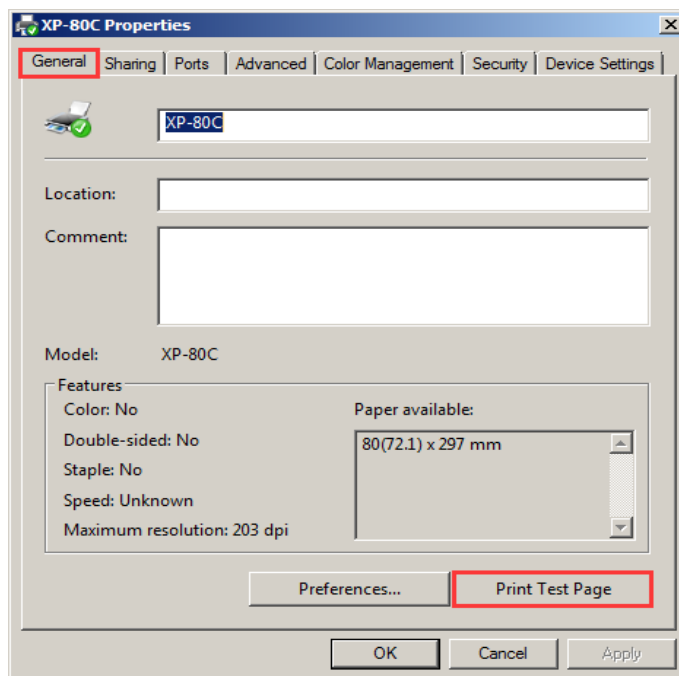 XP-80C Properties
General Sharing Ports Advanced Color Management Security Device Settings
XP-80C
Location:
Comment:
Model: XP-80C
Features
Color: No Paper available:
Double-sided: No 80(72.1) x 297 mm
Staple: No
Speed: Unknown
Maximum resolution: 203 dpi
Preferences... Print Test Page
OK Cancel Apply